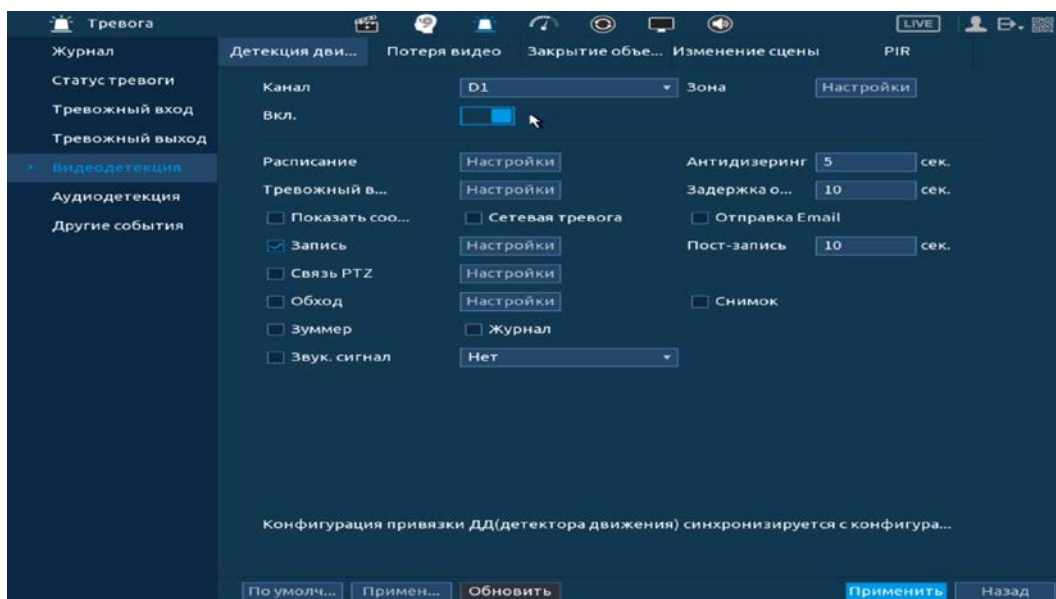 Тревога LIVE
Журнал
Статус тревоги
Тревожный вход
Тревожный выход
Видеодетекция
Аудиодетекция
Другие события
Детекция дви... Потеря видео Закрытие объе... Изменение сцены PIR
Канал D1 Зона Настройки
Вкл.
Расписание Настройки Антидизеринг 5 сек.
Тревожный в... Настройки Задержка о... 10 сек.
Показать соо... Сетевая тревога Отправка Email
Запись Настройки Пост-запись 10 сек.
Связь PTZ Настройки
Обход Настройки Снимок
Зуммер Журнал
Звук. сигнал Нет
Конфигурация привязки ДД(детектора движения) синхронизируется с конфигура...
По умолч... Примен... Обновить Применить Назад